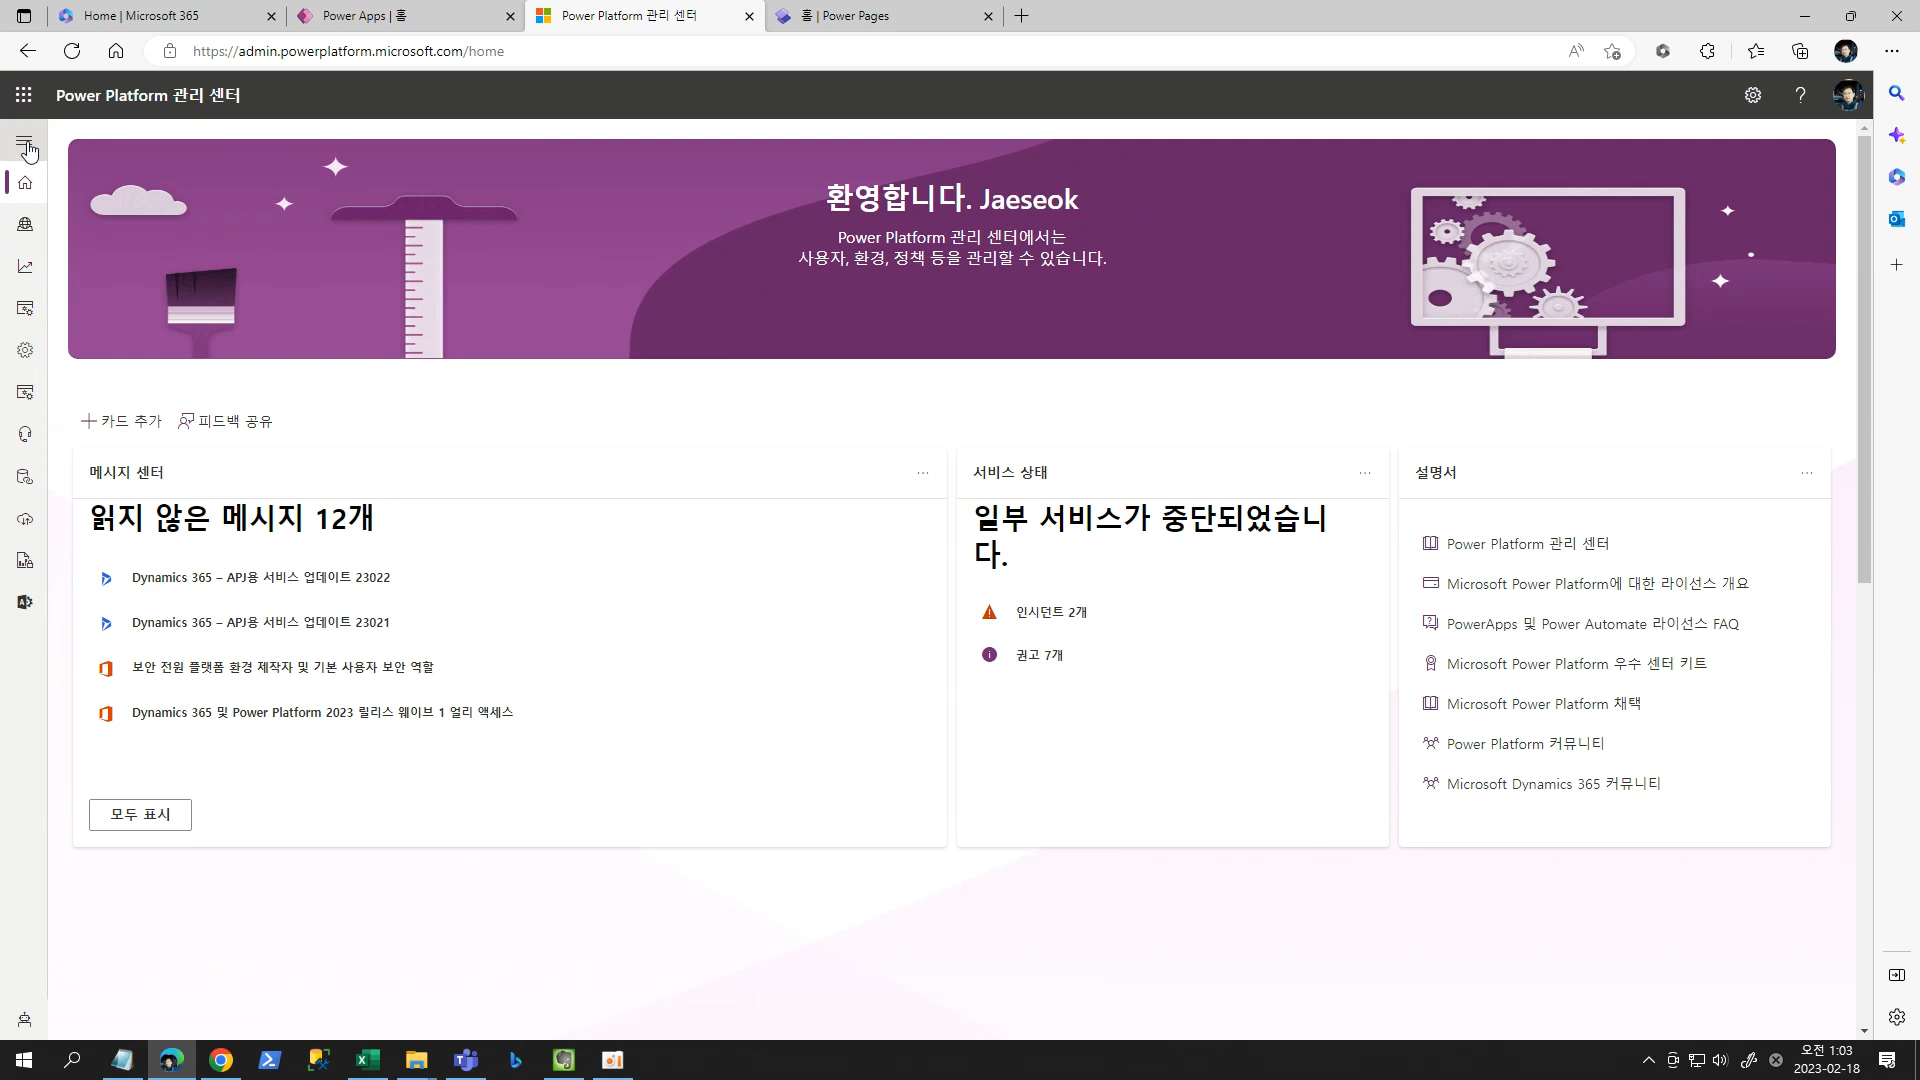 Home | Microsoft 365
Power Apps | 홈
Power Platform 관리 센터
홈 | Power Pages
https://admin.powerplatform.microsoft.com/home
Power Platform 관리 센터
환영합니다. Jaeseok
Power Platform 관리 센터에서는
사용자, 환경, 정책 등을 관리할 수 있습니다.
카드 추가
피드백 공유
메시지 센터
읽지 않은 메시지 12개
Dynamics 365 – APJ용 서비스 업데이트 23022
Dynamics 365 – APJ용 서비스 업데이트 23021
보안 전원 플랫폼 환경 제작자 및 기본 사용자 보안 역할
Dynamics 365 및 Power Platform 2023 릴리스 웨이브 1 얼리 액세스
모두 표시
서비스 상태
일부 서비스가 중단되었습니
다.
인시던트 2개
권고 7개
설명서
Power Platform 관리 센터
Microsoft Power Platform에 대한 라이선스 개요
PowerApps 및 Power Automate 라이선스 FAQ
Microsoft Power Platform 우수 센터 키트
Microsoft Power Platform 채택
Power Platform 커뮤니티
Microsoft Dynamics 365 커뮤니티
오전 1:03
2023-02-18